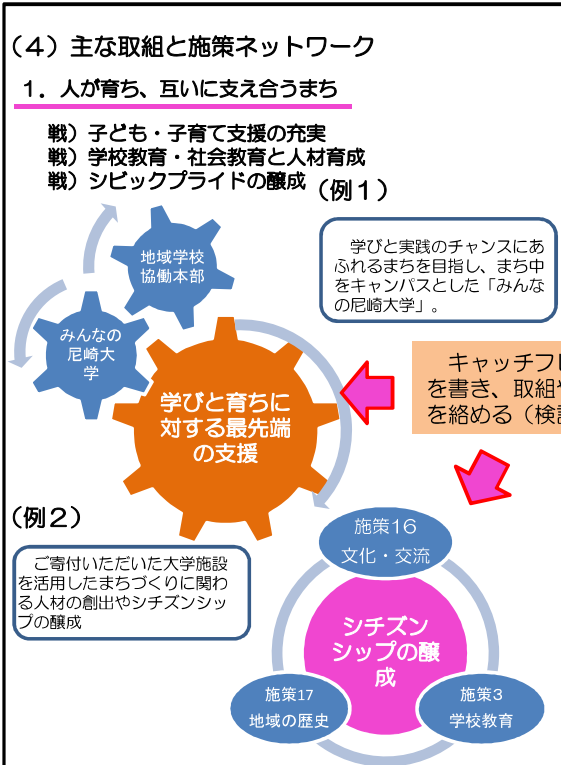 （４）主な取組と施策ネットワーク
１．人が育ち、互いに支え合うまち
戦）子ども・子育て支援の充実
戦）学校教育・社会教育と人材育成
戦）シビックプライドの醸成
（例１）
地域学校
協働本部
学びと実践のチャンスにあ
ふれるまちを目指し、まち中
をキャンパスとした「みんな
の尼崎大学」。
みんなの
尼崎大
学
キャッチフレ
を書き、取組や
を絡める（検討
学びと育ちに
対する最先端
の支援
（例２）
ご寄付いただいた大学施設
を活用したまちづくりに関わ
る人材の創出やシチズンシッ
プの醸成
施策16
文化・交流
シチズン
シップの醸
成
施策17
地域の歴史
施策3
学校教育